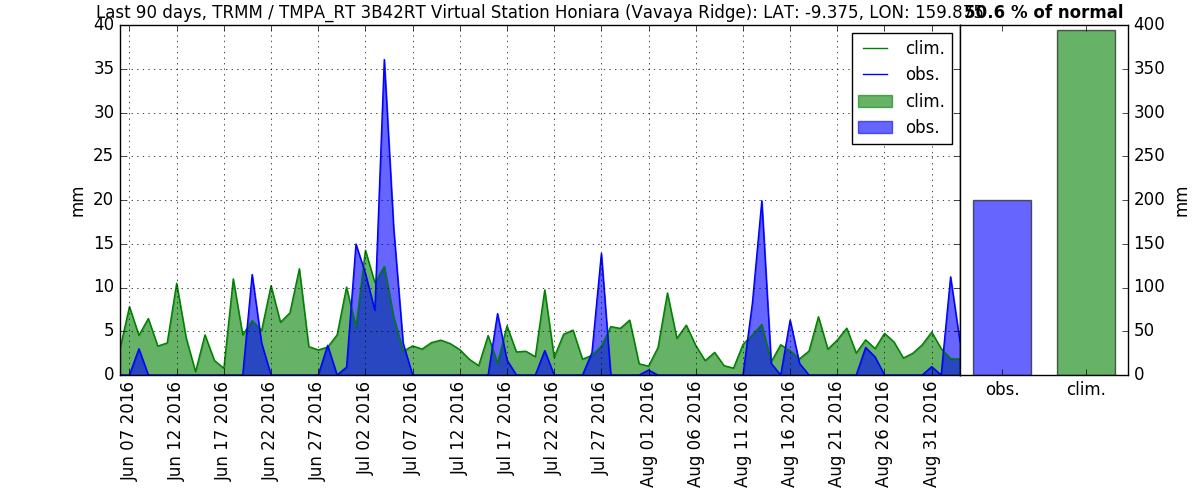 Last 90 days, TRMM / TMPA_RT 3B42RT Virtual Station Honiara (Vavaya Ridge): LAT: -9.375, LON: 159.875
50.6 % of normal
40
35
30
25
20
15
10
5
0
mm
clim.
obs.
clim.
obs.
400
350
300
250
200
150
100
50
0
mm
Jun 07 2016
Jun 12 2016
Jun 17 2016
Jun 22 2016
Jun 27 2016
Jul 02 2016
Jul 07 2016
Jul 12 2016
Jul 17 2016
Jul 22 2016
Jul 27 2016
Aug 01 2016
Aug 06 2016
Aug 11 2016
Aug 16 2016
Aug 21 2016
Aug 26 2016
Aug 31 2016
obs.
clim.